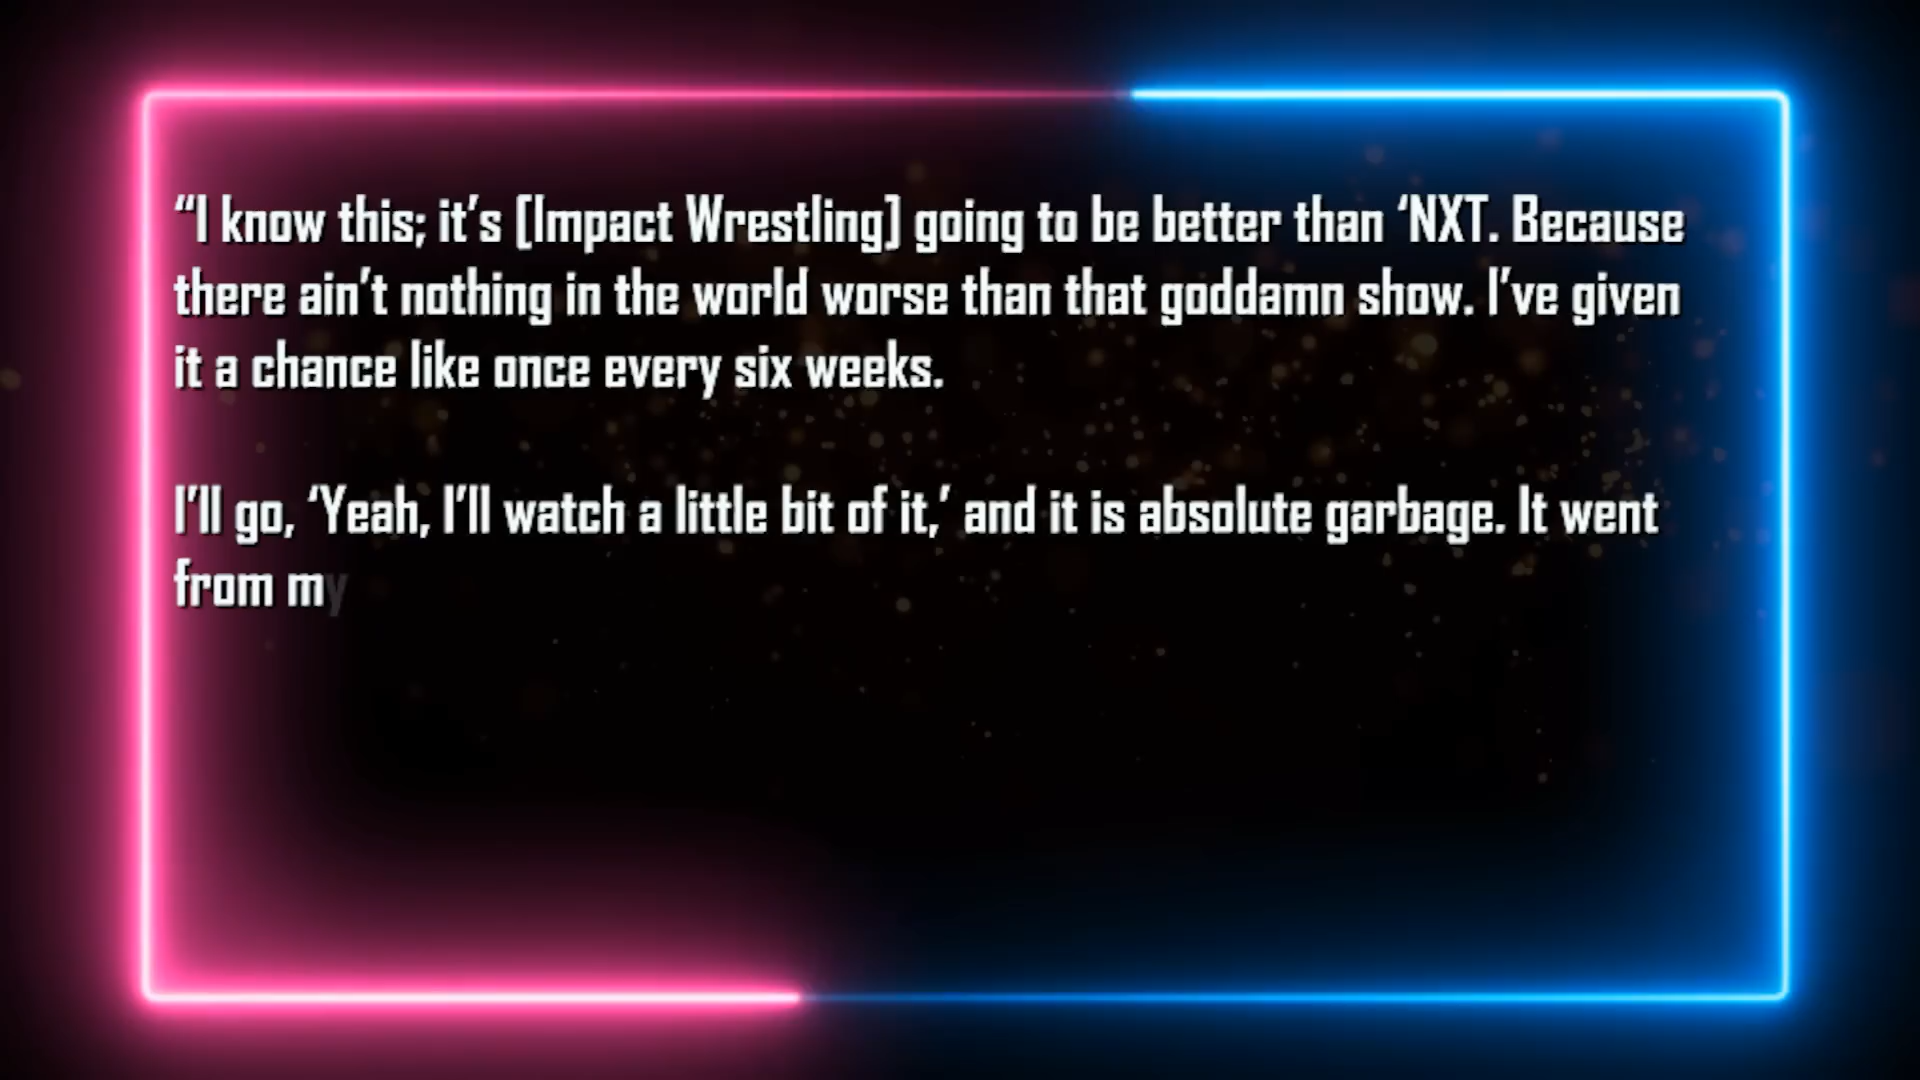 “I know this; it’s [Impact Wrestling] going to be better than ‘NXT. Because
there ain’t nothing in the world worse than that goddamn show. I’ve given
it a chance like once every six weeks.
I’ll go, ‘Yeah, I’ll watch a little bit of it,’ and it is absolute garbage. It went
from my